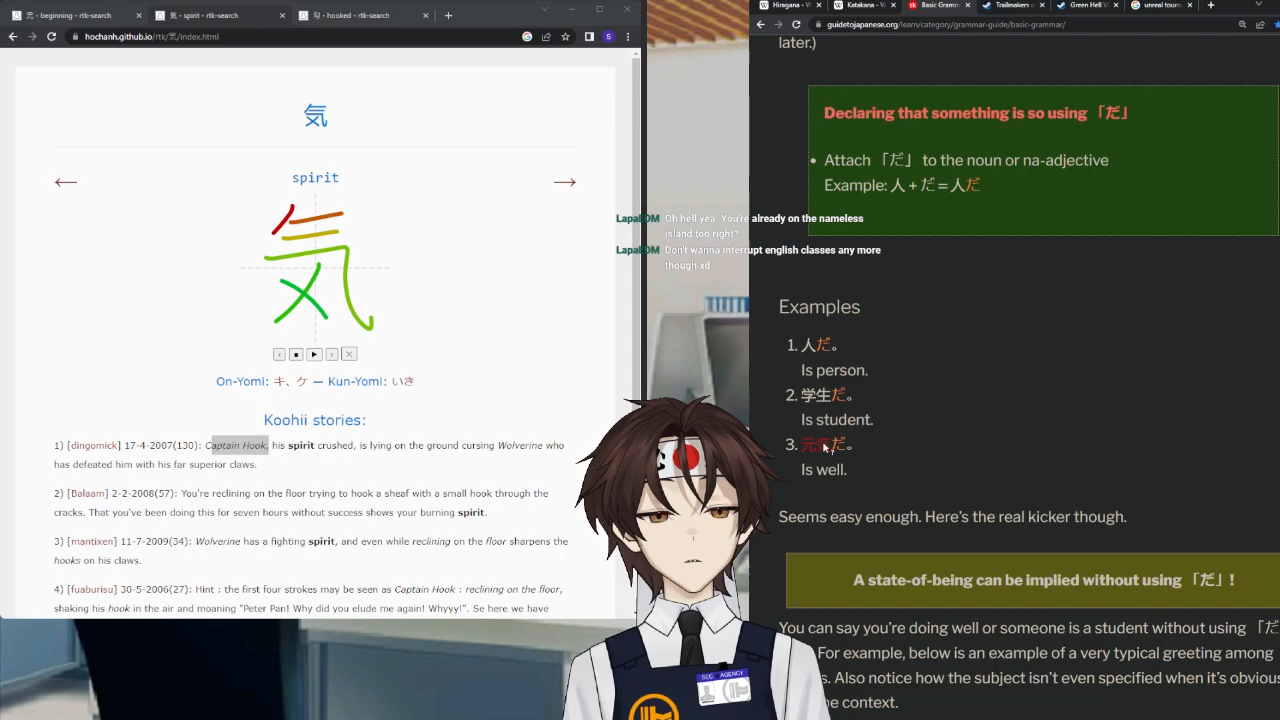 元 - beginning - rtk-search
気 - spirit - rtk-search
勾 - hooked - rtk-search
hochanh.github.io/rtk/気/index.html
気
spirit
On-Yomi: キ、ケ — Kun-Yomi: いき
Koohii stories:
1) [dingomick] 17-4-2007(130): Captain Hook, his spirit crushed, is lying on the ground cursing Wolverine who
has defeated him with his far superior claws.
2) [Balaam] 2-2-2008(57): You're reclining on the floor trying to hook a sheaf with a small hook through the
cracks. That you've been doing this for seven hours without success shows your burning spirit.
3) [mantixen] 11-7-2009(34): Wolverine has a fighting spirit, and even while reclining on the floor sharpens the
hooks on his claws.
4) [fuaburisu] 30-5-2006(27): Hint : the first four strokes may be seen as Captain Hook : reclining on the floor,
shaking his hook in the air and moaning "Peter Pan! Why did you elude me again! Whyyy!". So here we have
LapaEDM Oh hell yea. You're already on the nameless
island too right?
LapaEDM Don't wanna interrupt english classes any more
though xd
SEC AGENCY
Hiragana - W
Katakana - W
Basic Gramm
Trailmakers o
Green Hell V
unreal tourn
guidetojapanese.org/learn/category/grammar-guide/basic-grammar/
later.)
Declaring that something is so using 「だ」
Attach 「だ」 to the noun or na-adjective
Example: 人 + だ = 人だ
Examples
1. 人だ。
Is person.
2. 学生だ。
Is student.
3. 元気だ。
Is well.
Seems easy enough. Here's the real kicker though.
A state-of-being can be implied without using 「だ」!
You can say you're doing well or someone is a student without using 「だ
For example, below is an example of a very typical greeting among
s. Also notice how the subject isn't even specified when it's obvious
e context.